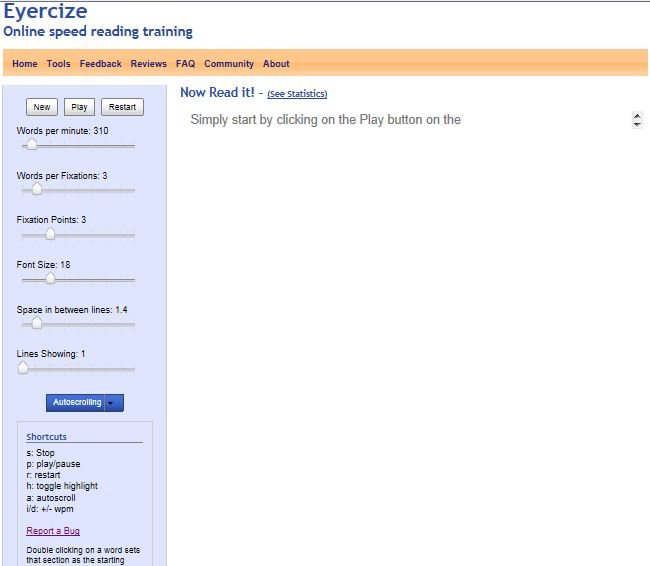 Eyercize
Online speed reading training
Home Tools Feedback Reviews FAQ Community About
New Play Restart
Words per minute: 310
Words per Fixations: 3
Fixation Points: 3
Font Size: 18
Space in between lines: 1.4
Lines Showing: 1
Autoscrolling
Shortcuts
s: Stop
p: play/pause
r: restart
h: toggle highlight
a: autoscroll
i/d: +/- wpm
Report a Bug
Double clicking on a word sets
that section as the starting
Now Read it! - (See Statistics)
Simply start by clicking on the Play button on the